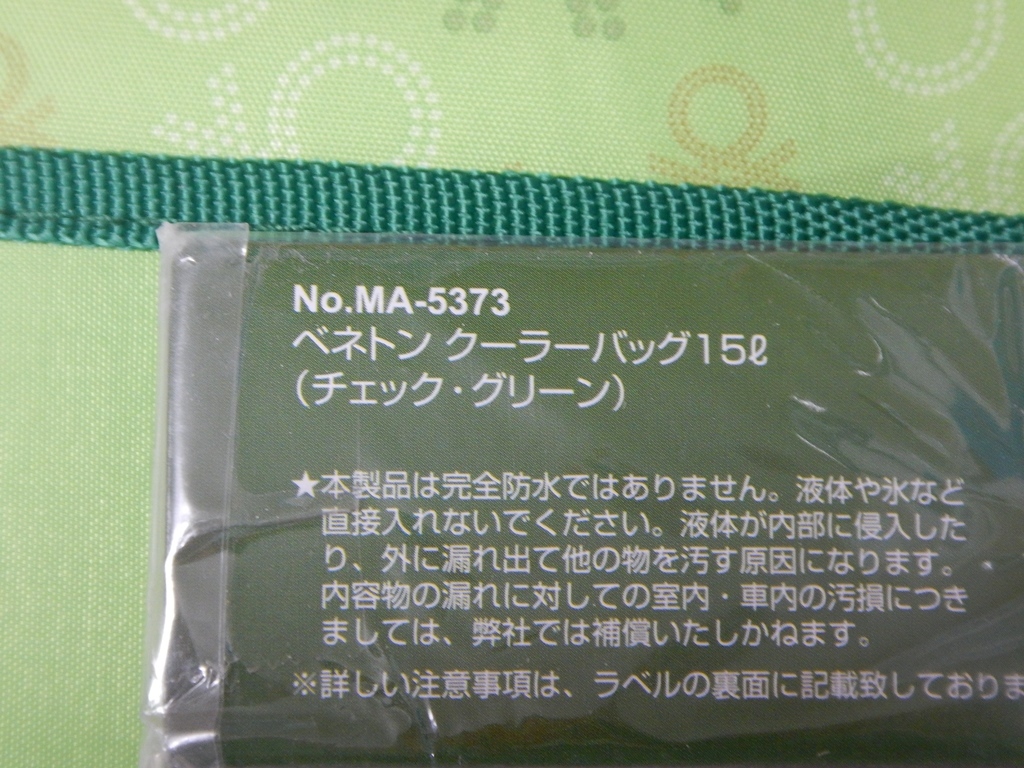 No.MA-5373
ベネトン クーラーバッグ15ℓ
(チェック・グリーン)
★本製品は完全防水ではありません。液体や氷など
直接入れないでください。液体が内部に侵入した
り、外に漏れ出て他の物を汚す原因になります。
内容物の漏れに対しての室内・車内の汚損につき
ましては、弊社では補償いたしかねます。
※詳しい注意事項は、ラベルの裏面に記載致しておりま